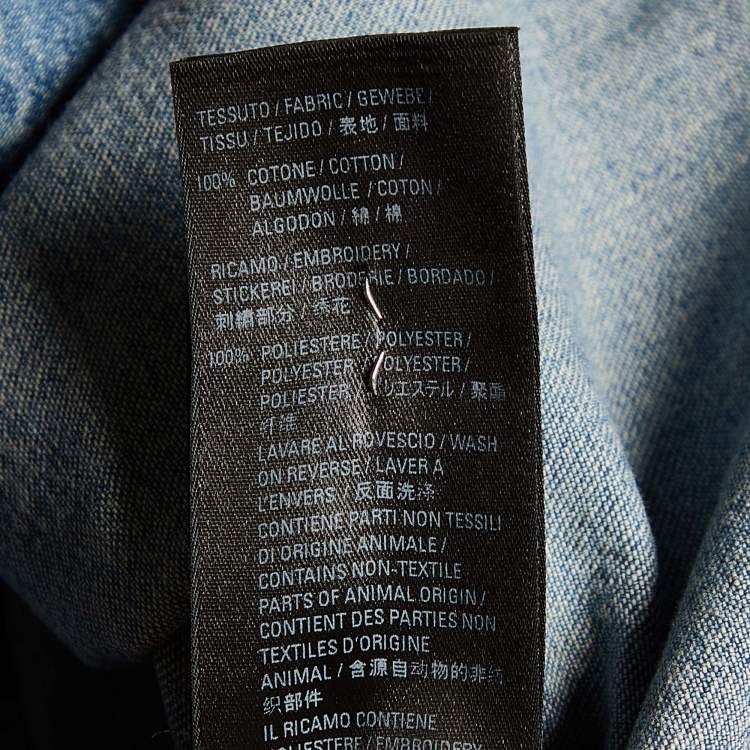 TESSUTO / FABRIC / GEWEBE /
TISSU / TEJIDO / 表地 / 面料
100% COTONE / COTTON /
BAUMWOLLE / COTON /
ALGODON / 綿 / 棉
RICAMO / EMBROIDERY /
STICKEREI / BRODERIE / BORDADO /
刺繡部分 / 绣花
100% POLIESTERE / POLYESTER /
POLYESTER / POLYESTER /
POLIESTER / ポリエステル / 聚酯
纤维
LAVARE AL ROVESCIO / WASH
ON REVERSE / LAVER A
L'ENVERS / 反面洗涤
CONTIENE PARTI NON TESSILI
DI ORIGINE ANIMALE /
CONTAINS NON-TEXTILE
PARTS OF ANIMAL ORIGIN /
CONTIENT DES PARTIES NON
TEXTILES D'ORIGINE
ANIMAL / 含源自动物的非纺
织部件
IL RICAMO CONTIENE
POLIESTERE / EMBROIDERY